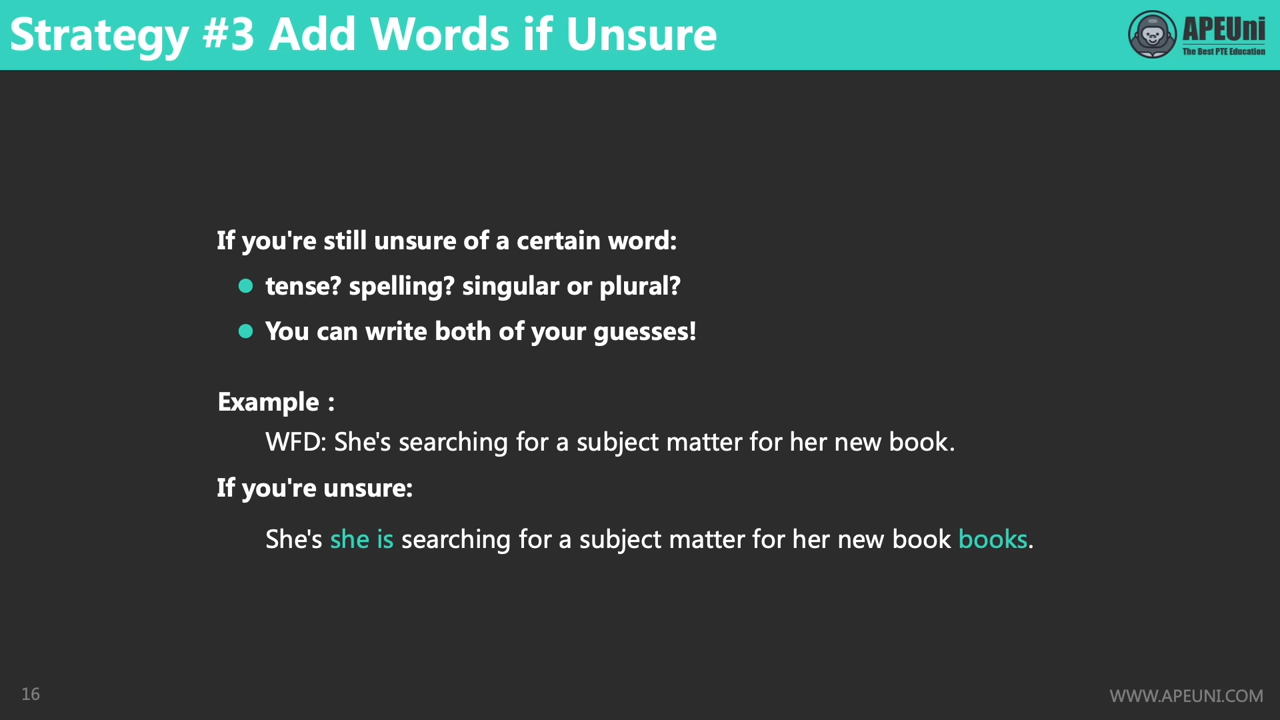 Strategy #3 Add Words if Unsure
APEUni
The Best PTE Education
If you're still unsure of a certain word:
tense? spelling? singular or plural?
You can write both of your guesses!
Example :
WFD: She's searching for a subject matter for her new book.
If you're unsure:
She's she is searching for a subject matter for her new book books.
16
WWW.APEUNI.COM